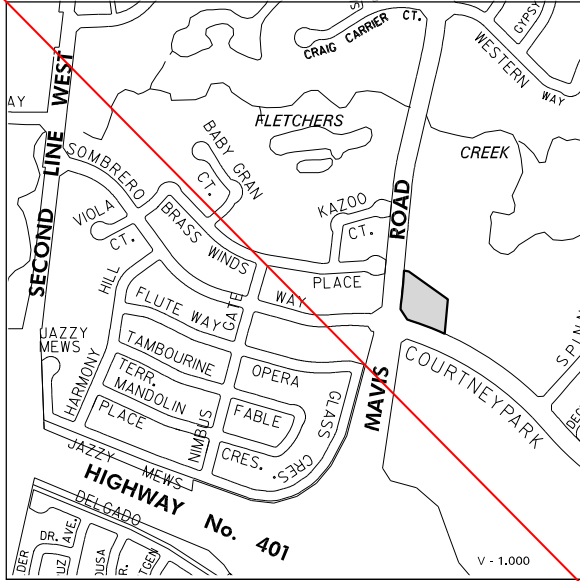 CRAIG CARRIER CT.
GYPSY
WESTERN WAY
SECOND LINE WEST
AY
FLETCHERS
CREEK
SOMBRERO
BABY GRAN
CT.
KAZOO
CT.
ROAD
VIOLA
CT.
BRASS WINDS
PLACE
HILL
FLUTE WAY
GATE
WAY
JAZZY
MEWS
TAMBOURINE
OPERA
COURTNEYPARK
SPINN
HARMONY
TERR.
MANDOLIN
PLACE
FABLE
GLASS
CRES.
MAVIS
NIMBUS
CRES.
JAZZY MEWS
HIGHWAY No. 401
DELGADO
DR.
AVE.
V - 1.000